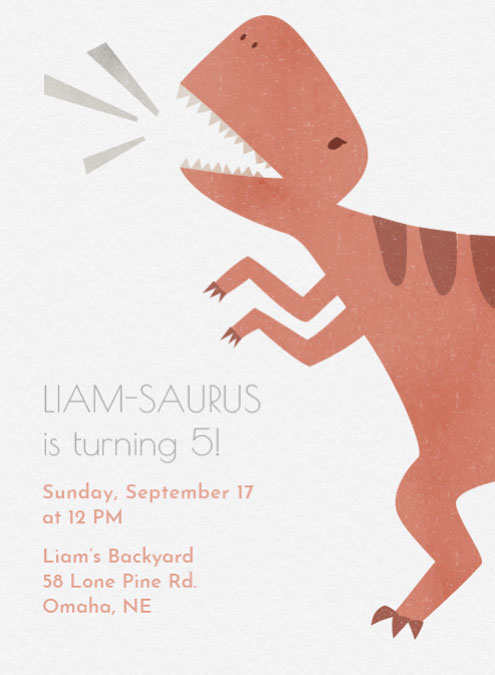 LIAM-SAURUS
is turning 5!
Sunday, September 17
at 12 PM
Liam's Backyard
58 Lone Pine Rd.
Omaha, NE